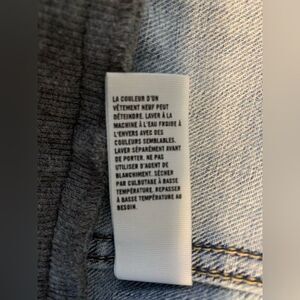 LA COULEUR D'UN
VÊTEMENT NEUF PEUT
DÉTEINDRE. LAVER À LA
MACHINE À L'EAU FROIDE À
L'ENVERS AVEC DES
COULEURS SEMBLABLES.
LAVER SÉPARÉMENT AVANT
DE PORTER. NE PAS
UTILISER D'AGENT DE
BLANCHIMENT. SÉCHER
PAR CULBUTAGE À BASSE
TEMPÉRATURE. REPASSER
À BASSE TEMPÉRATURE AU
BESOIN.